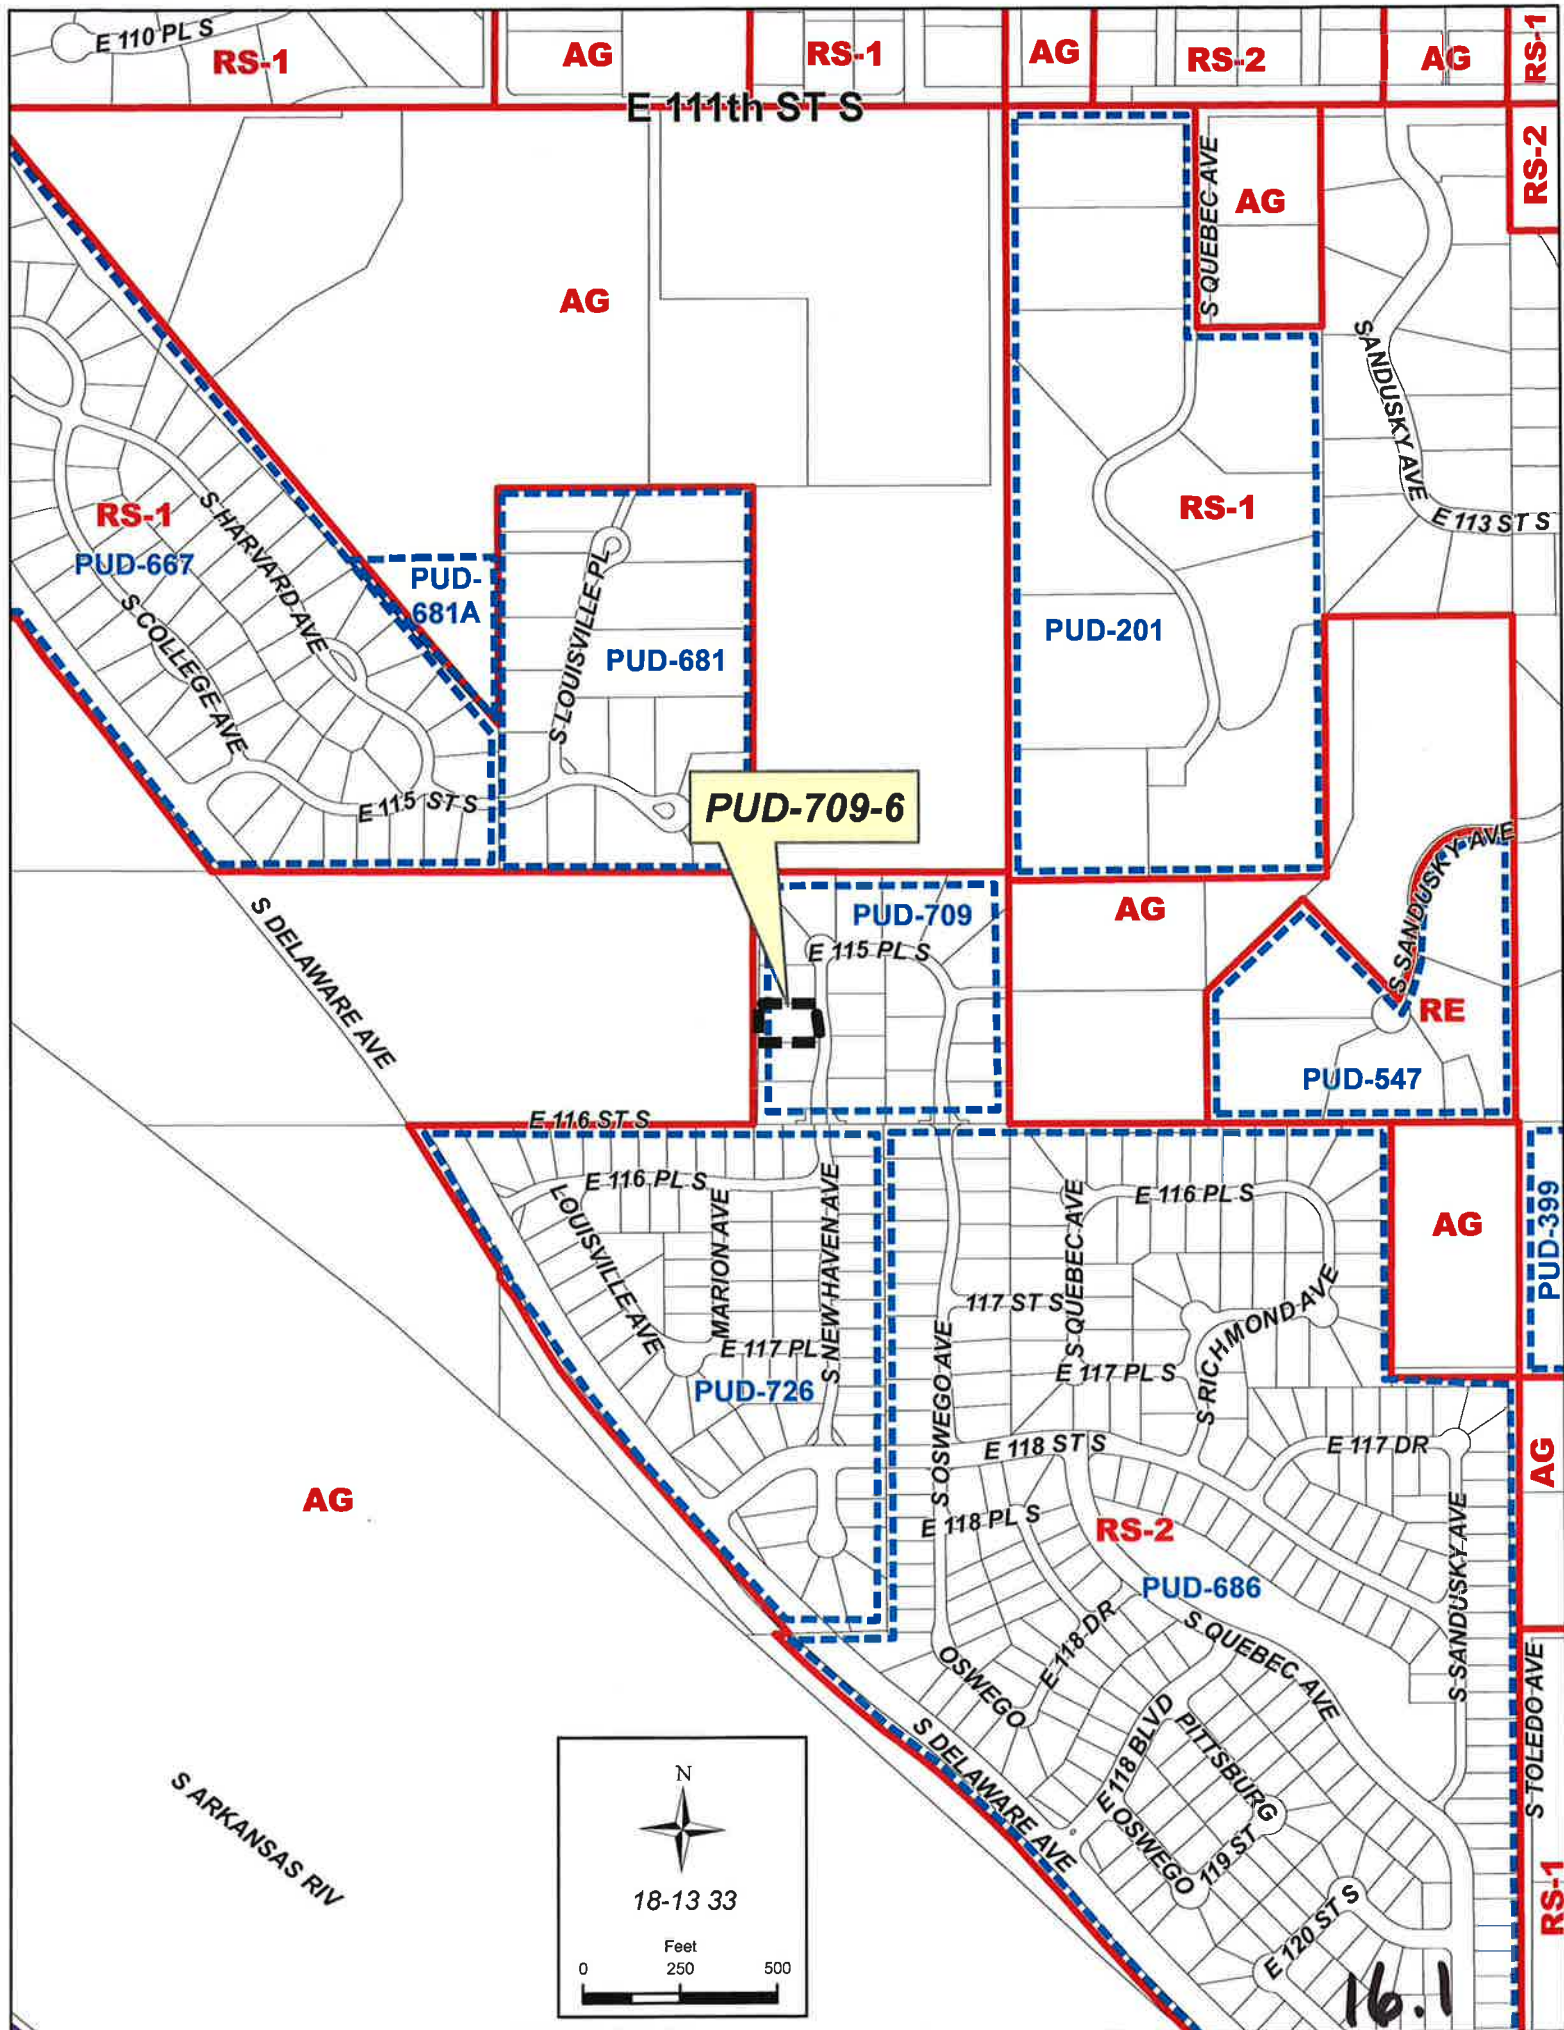 E 110 PL S
RS-1
AG
RS-1
AG
RS-2
AG
RS-1
E 111th ST S
RS-2
S QUEBEC AVE
AG
AG
SANDUSKY AVE
E 113 ST S
RS-1
RS-1
PUD-667
S HARVARD AVE
S COLLEGE AVE
PUD-
681A
S LOUISVILLE PL
PUD-681
PUD-201
E 115 ST S
PUD-709-6
S SANDUSKY AVE
S DELAWARE AVE
PUD-709
AG
E 115 PL S
RE
PUD-547
E 116 ST S
E 116 PL S
LOUISVILLE AVE
MARION AVE
S NEW HAVEN AVE
S QUEBEC AVE
E 116 PL S
AG
PUD-399
117 ST S
S RICHMOND AVE
E 117 PL
PUD-726
S OSWEGO AVE
E 117 PL S
E 118 ST S
E 117 DR
AG
AG
E 118 PL S
RS-2
S SANDUSKY AVE
PUD-686
E 118 DR
S QUEBEC AVE
OSWEGO
S TOLEDO AVE
S DELAWARE AVE
E 118 BLVD
PITTSBURG
OSWEGO
119 ST
E 120 ST S
RS-1
S ARKANSAS RIV
N
18-13 33
Feet
0 250 500
16.1